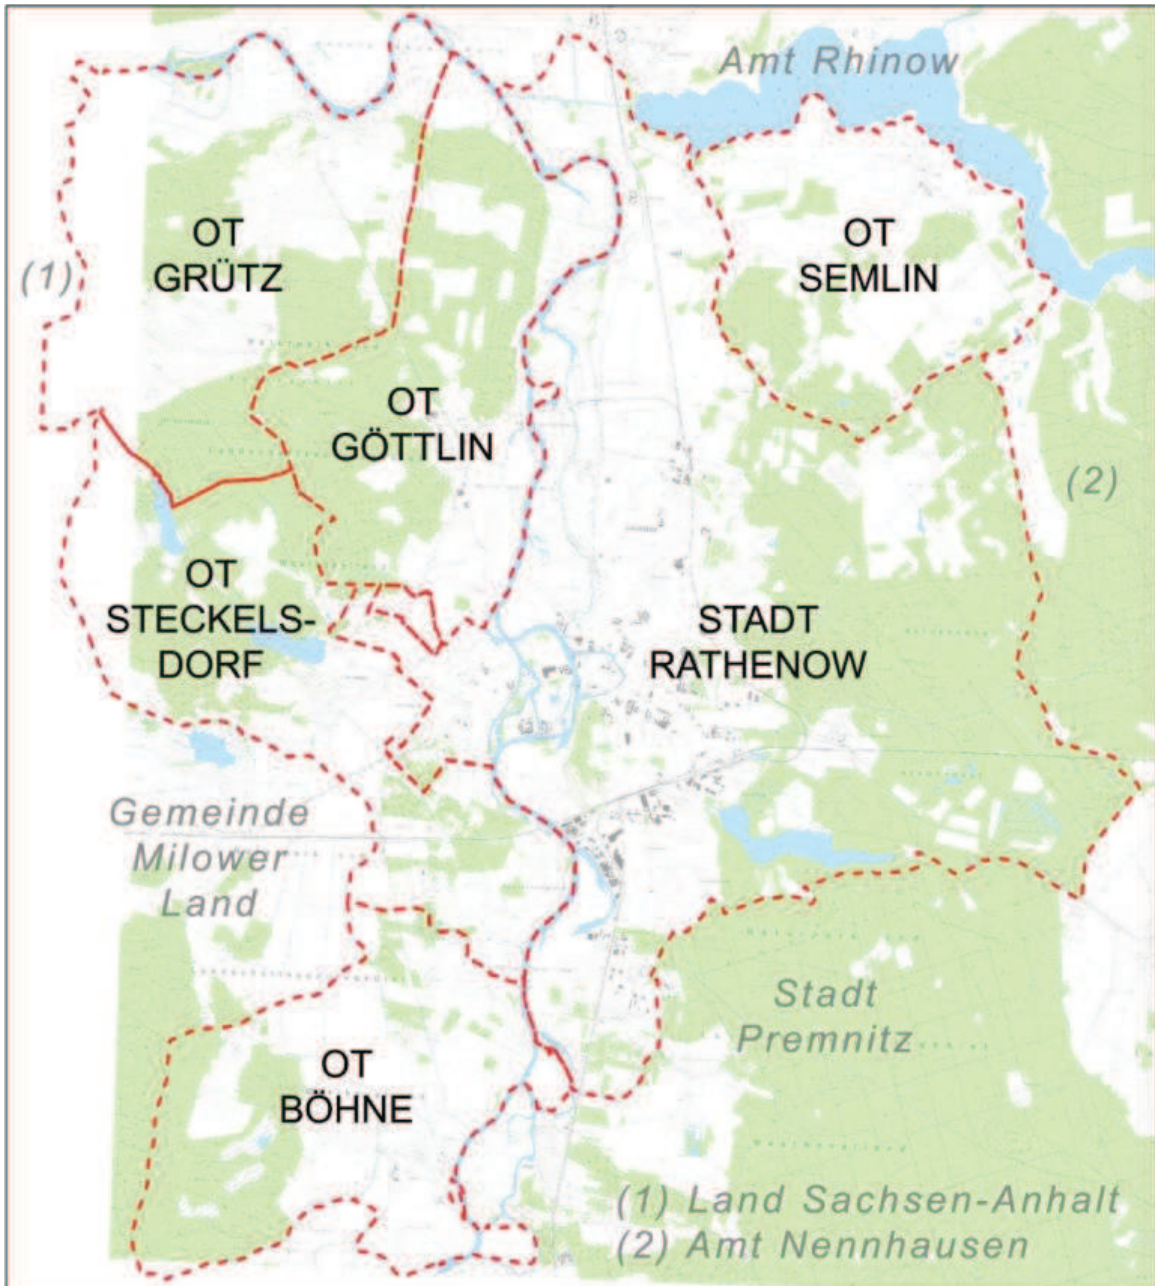 Amt Rhinow
OT
GRÜTZ
OT
SEMLIN
(1)
OT
GÖTTLIN
(2)
OT
STECKELS-
DORF
STADT
RATHENOW
Gemeinde
Milower
Land
Stadt
Premnitz
OT
BÖHNE
(1) Land Sachsen-Anhalt
(2) Amt Nennhausen